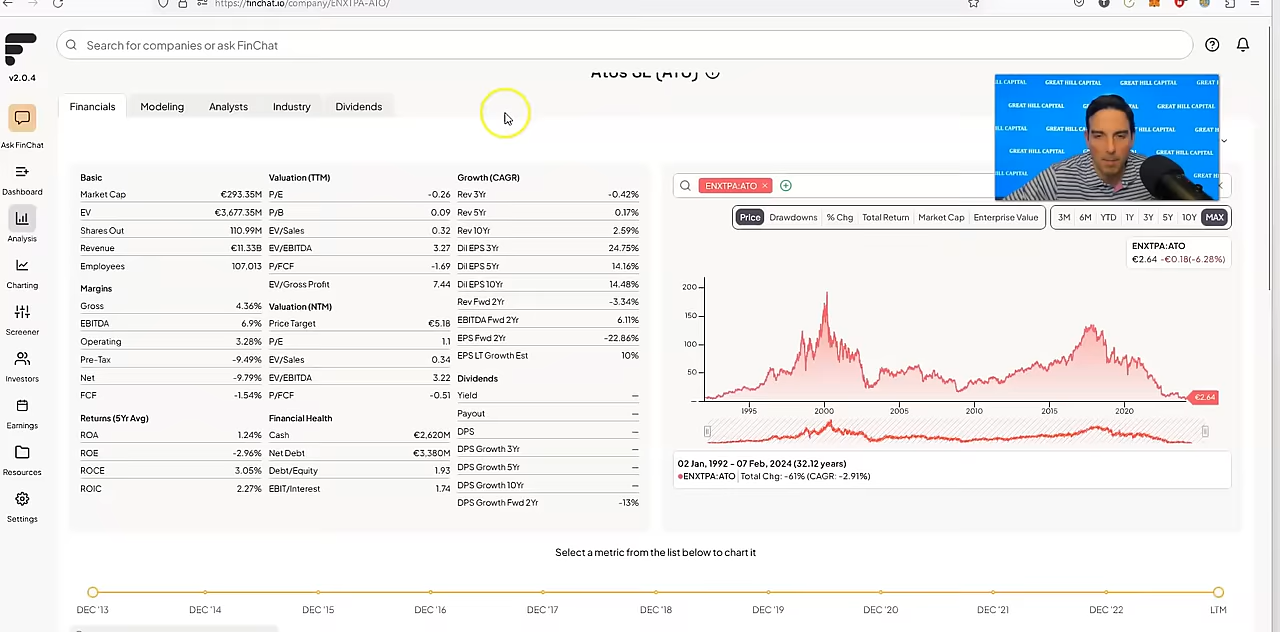 https://finchat.io/company/ENXTPA-ATO/
Search for companies or ask FinChat
v2.0.4
Atos SE (ATO)
Financials Modeling Analysts Industry Dividends
Ask FinChat
Dashboard
Analysis
Charting
Screener
Investors
Earnings
Resources
Settings
Basic
Market Cap €293.35M
EV €3,677.35M
Shares Out 110.99M
Revenue €11.33B
Employees 107,013
Margins
Gross 4.36%
EBITDA 6.9%
Operating 3.28%
Pre-Tax -9.49%
Net -9.79%
FCF -1.54%
Returns (5Yr Avg)
ROA 1.24%
ROE -2.96%
ROCE 3.05%
ROIC 2.27%
Valuation (TTM)
P/E -0.26
P/B 0.09
EV/Sales 0.32
EV/EBITDA 3.27
P/FCF -1.69
EV/Gross Profit 7.44
Valuation (NTM)
Price Target €5.18
P/E 1.1
EV/Sales 0.34
EV/EBITDA 3.22
P/FCF -0.51
Financial Health
Cash €2,620M
Net Debt €3,380M
Debt/Equity 1.93
EBIT/Interest 1.74
Growth (CAGR)
Rev 3Yr -0.42%
Rev 5Yr 0.17%
Rev 10Yr 2.59%
Dil EPS 3Yr 24.75%
Dil EPS 5Yr 14.16%
Dil EPS 10Yr 14.48%
Rev Fwd 2Yr -3.34%
EBITDA Fwd 2Yr 6.11%
EPS Fwd 2Yr -22.86%
EPS LT Growth Est 10%
Dividends
Yield —
Payout —
DPS —
DPS Growth 3Yr —
DPS Growth 5Yr —
DPS Growth 10Yr —
DPS Growth Fwd 2Yr -13%
GREAT HILL CAPITAL GREAT HILL CAPITAL GREAT HILL CAPITAL
ENXTPA:ATO ×
Price Drawdowns % Chg Total Return Market Cap Enterprise Value
3M 6M YTD 1Y 3Y 5Y 10Y MAX
ENXTPA:ATO
€2.64 -€0.18(-6.28%)
200
150
100
50
€2.64
1995 2000 2005 2010 2015 2020
02 Jan, 1992 - 07 Feb, 2024 (32.12 years)
ENXTPA:ATO | Total Chg: -61% (CAGR: -2.91%)
Select a metric from the list below to chart it
DEC '13 DEC '14 DEC '15 DEC '16 DEC '17 DEC '18 DEC '19 DEC '20 DEC '21 DEC '22 LTM